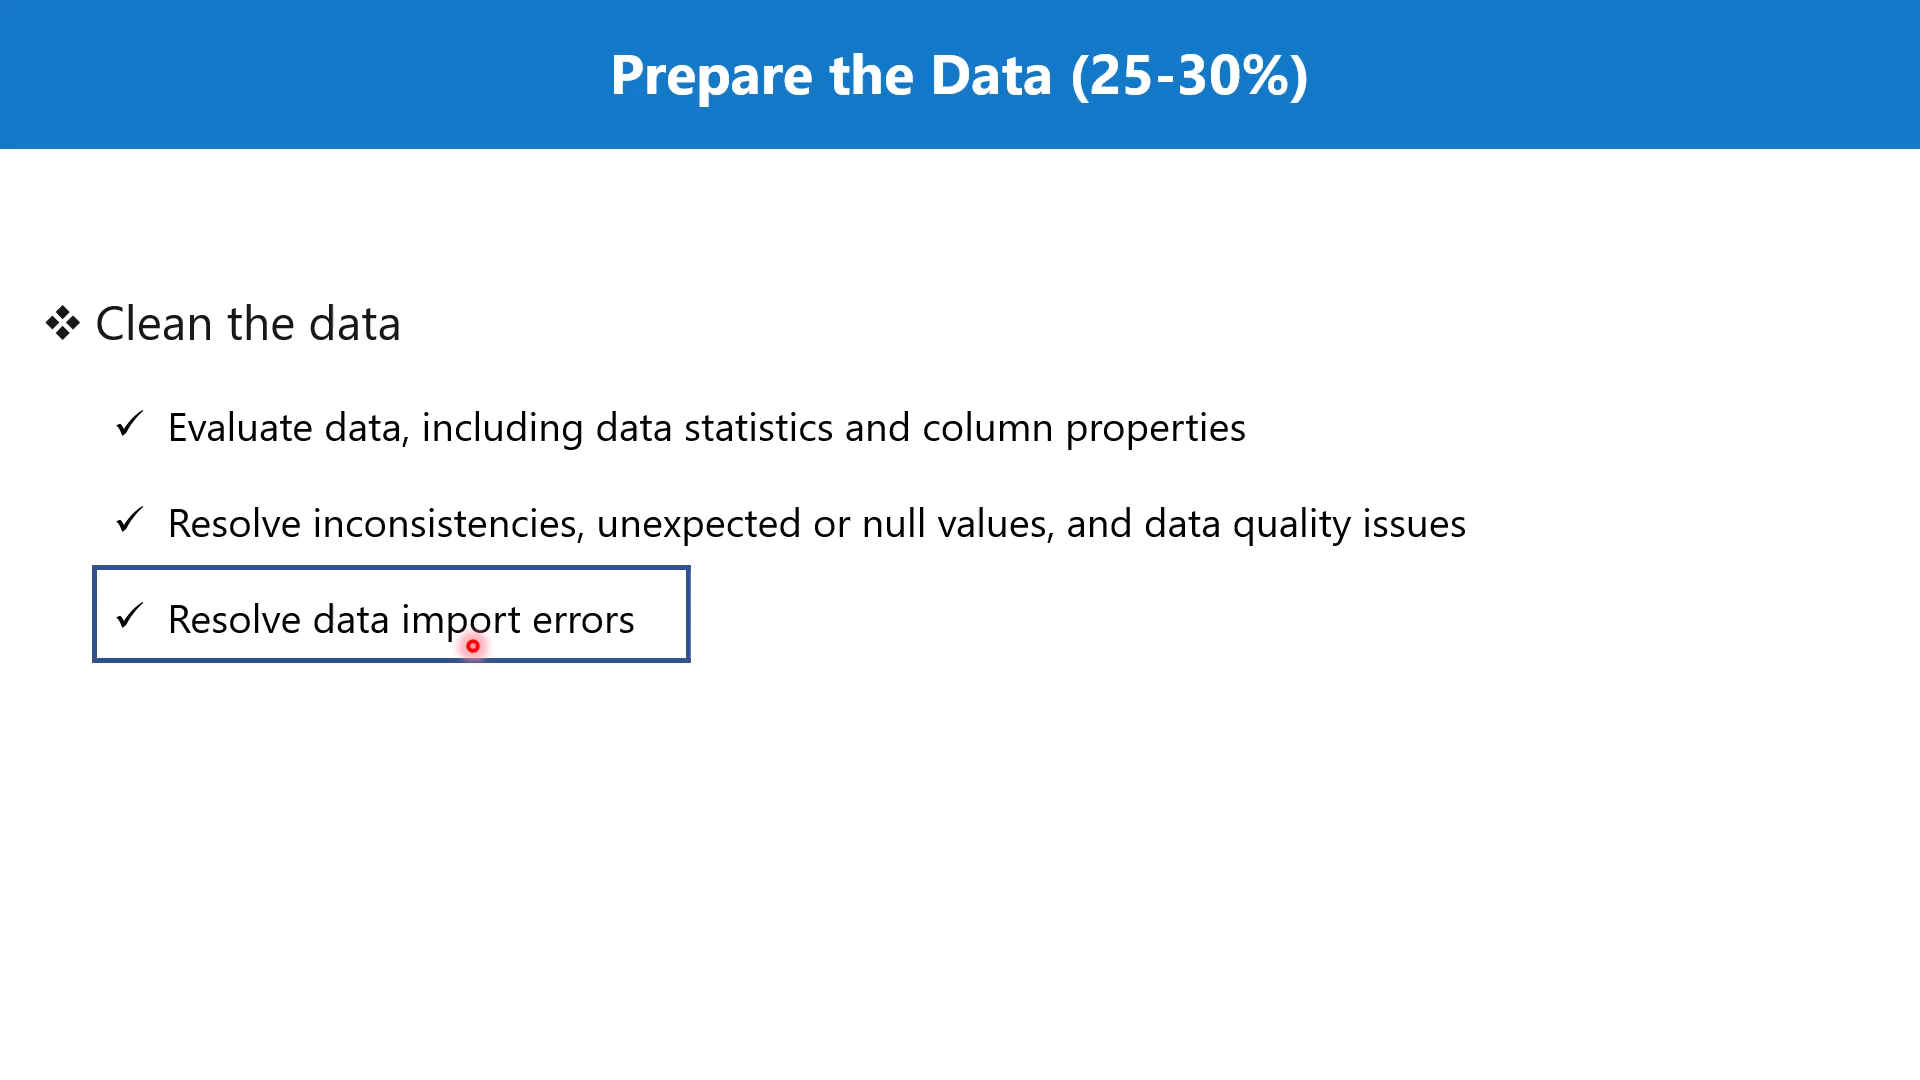 Prepare the Data (25-30%)
❖ Clean the data
✓ Evaluate data, including data statistics and column properties
✓ Resolve inconsistencies, unexpected or null values, and data quality issues
✓ Resolve data import errors